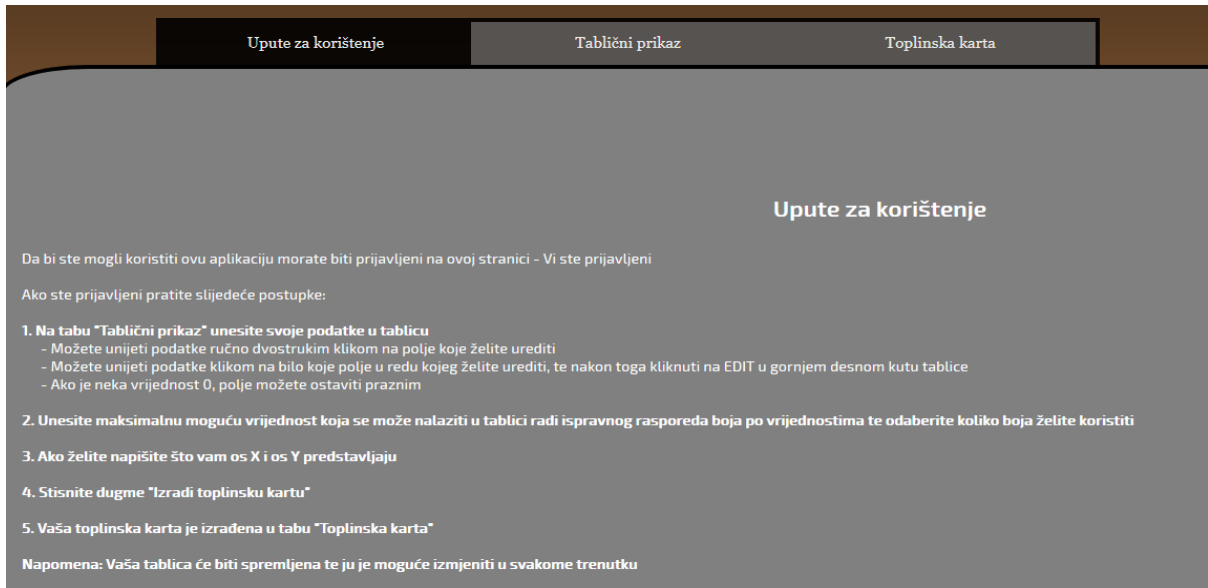 Upute za korištenje
Tablični prikaz
Toplinska karta
Upute za korištenje
Da bi ste mogli koristiti ovu aplikaciju morate biti prijavljeni na ovoj stranici - Vi ste prijavljeni
Ako ste prijavljeni pratite slijedeće postupke:
1. Na tabu "Tablični prikaz" unesite svoje podatke u tablicu
- Možete unijeti podatke ručno dvostrukim klikom na polje koje želite urediti
- Možete unijeti podatke klikom na bilo koje polje u redu kojeg želite urediti, te nakon toga kliknuti na EDIT u gornjem desnom kutu tablice
- Ako je neka vrijednost 0, polje možete ostaviti praznim
2. Unesite maksimalnu moguću vrijednost koja se može nalaziti u tablici radi ispravnog rasporeda boja po vrijednostima te odaberite koliko boja želite koristiti
3. Ako želite napišite što vam os X i os Y predstavljaju
4. Stisnite dugme "Izradi toplinsku kartu"
5. Vaša toplinska karta je izrađena u tabu "Toplinska karta"
Napomena: Vaša tablica će biti spremljena te ju je moguće izmjeniti u svakome trenutku